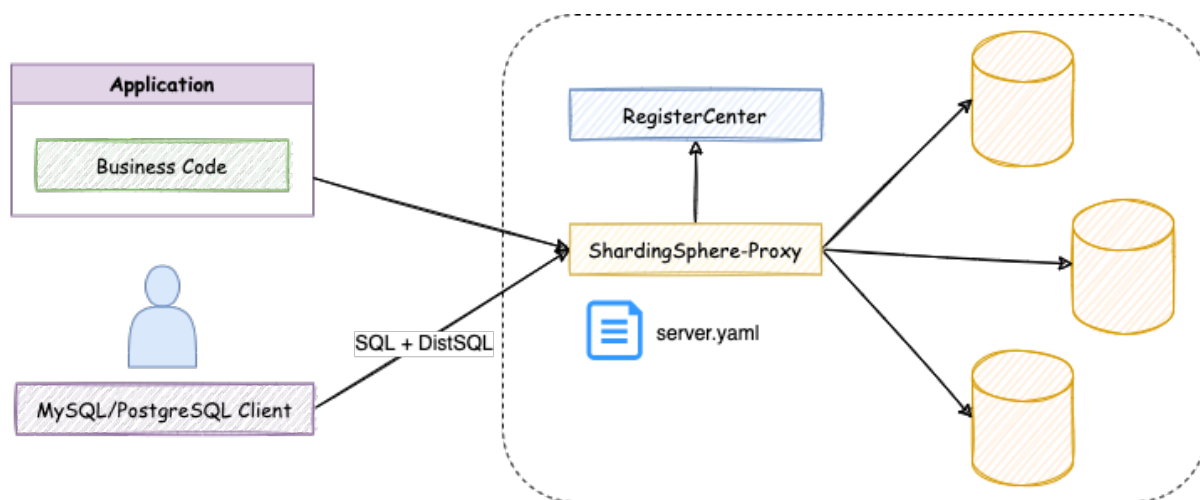 Application
Business Code
MySQL/PostgreSQL Client
SQL + DistSQL
RegisterCenter
ShardingSphere-Proxy
server.yaml